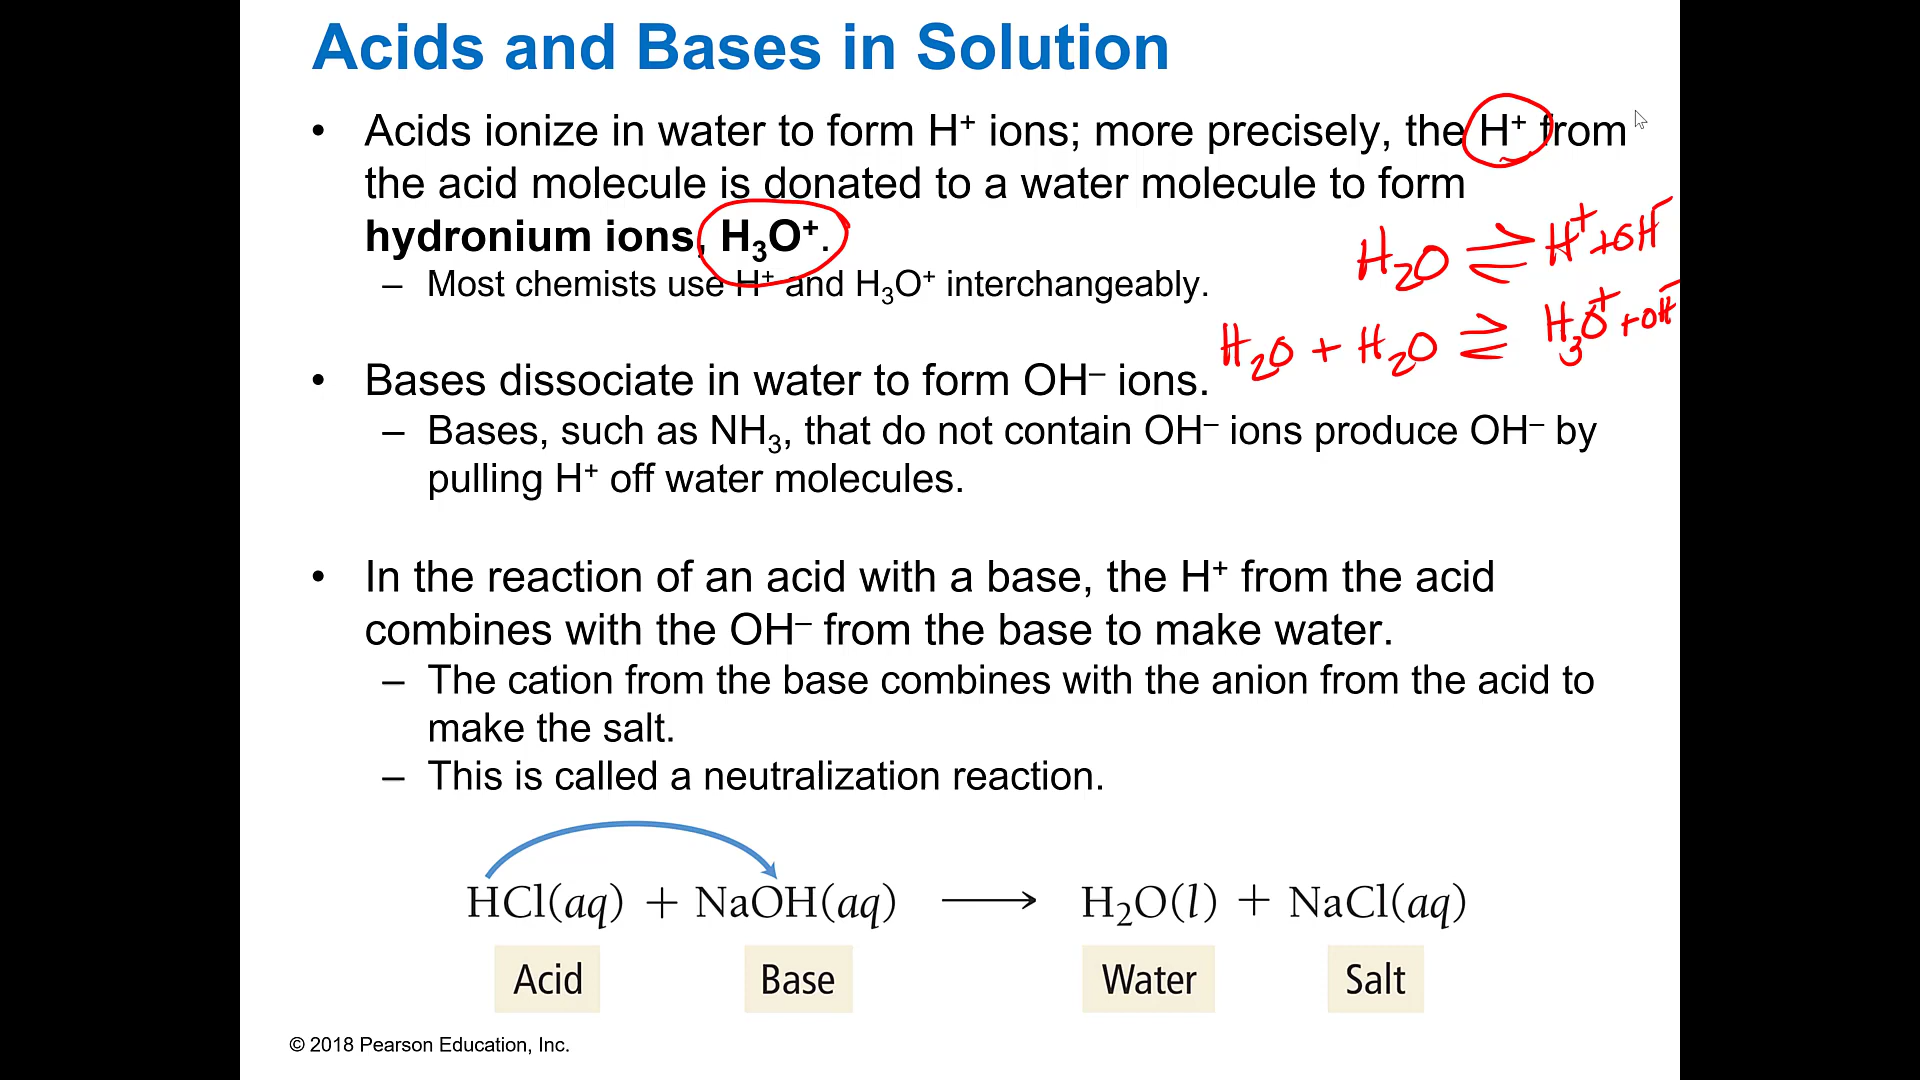 Acids and Bases in Solution
• Acids ionize in water to form H⁺ ions; more precisely, the H⁺ from
the acid molecule is donated to a water molecule to form
hydronium ions, H₃O⁺.
– Most chemists use H⁺ and H₃O⁺ interchangeably.
H₂O ⇌ H⁺ + OH⁻
H₂O + H₂O ⇌ H₃O⁺ + OH⁻
• Bases dissociate in water to form OH⁻ ions.
– Bases, such as NH₃, that do not contain OH⁻ ions produce OH⁻ by
pulling H⁺ off water molecules.
• In the reaction of an acid with a base, the H⁺ from the acid
combines with the OH⁻ from the base to make water.
– The cation from the base combines with the anion from the acid to
make the salt.
– This is called a neutralization reaction.
HCl(aq) + NaOH(aq) ⟶ H₂O(l) + NaCl(aq)
Acid Base Water Salt
© 2018 Pearson Education, Inc.